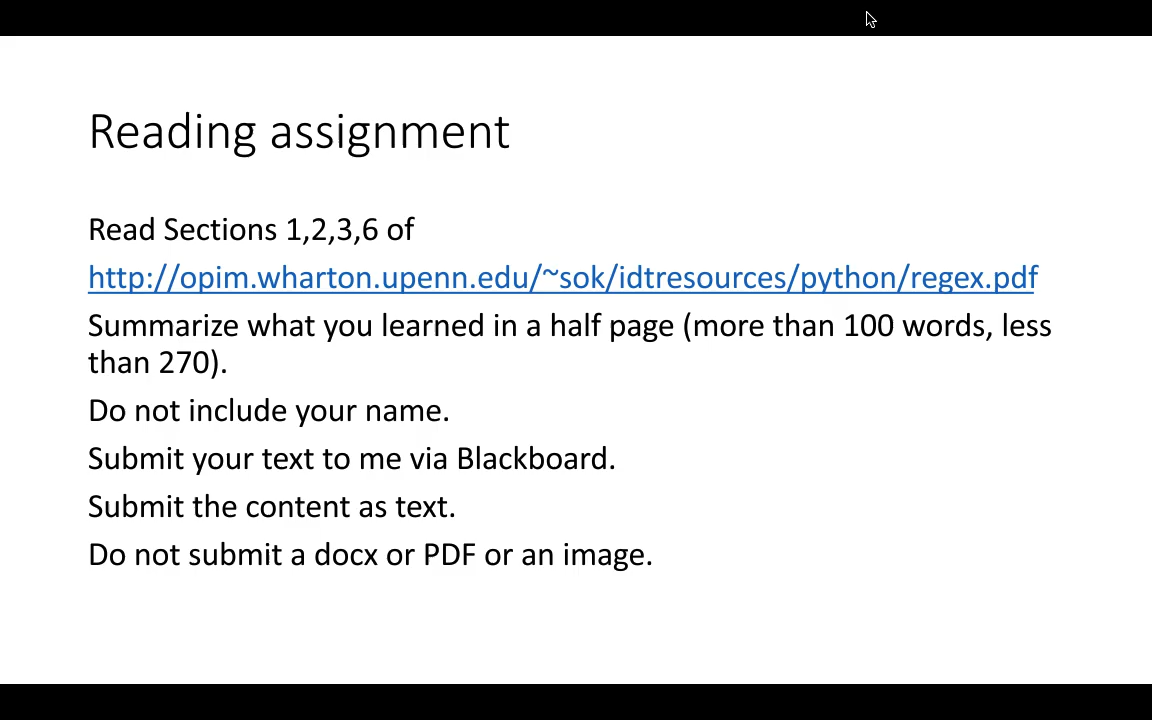 Reading assignment
Read Sections 1,2,3,6 of
http://opim.wharton.upenn.edu/~sok/idtresources/python/regex.pdf
Summarize what you learned in a half page (more than 100 words, less
than 270).
Do not include your name.
Submit your text to me via Blackboard.
Submit the content as text.
Do not submit a docx or PDF or an image.